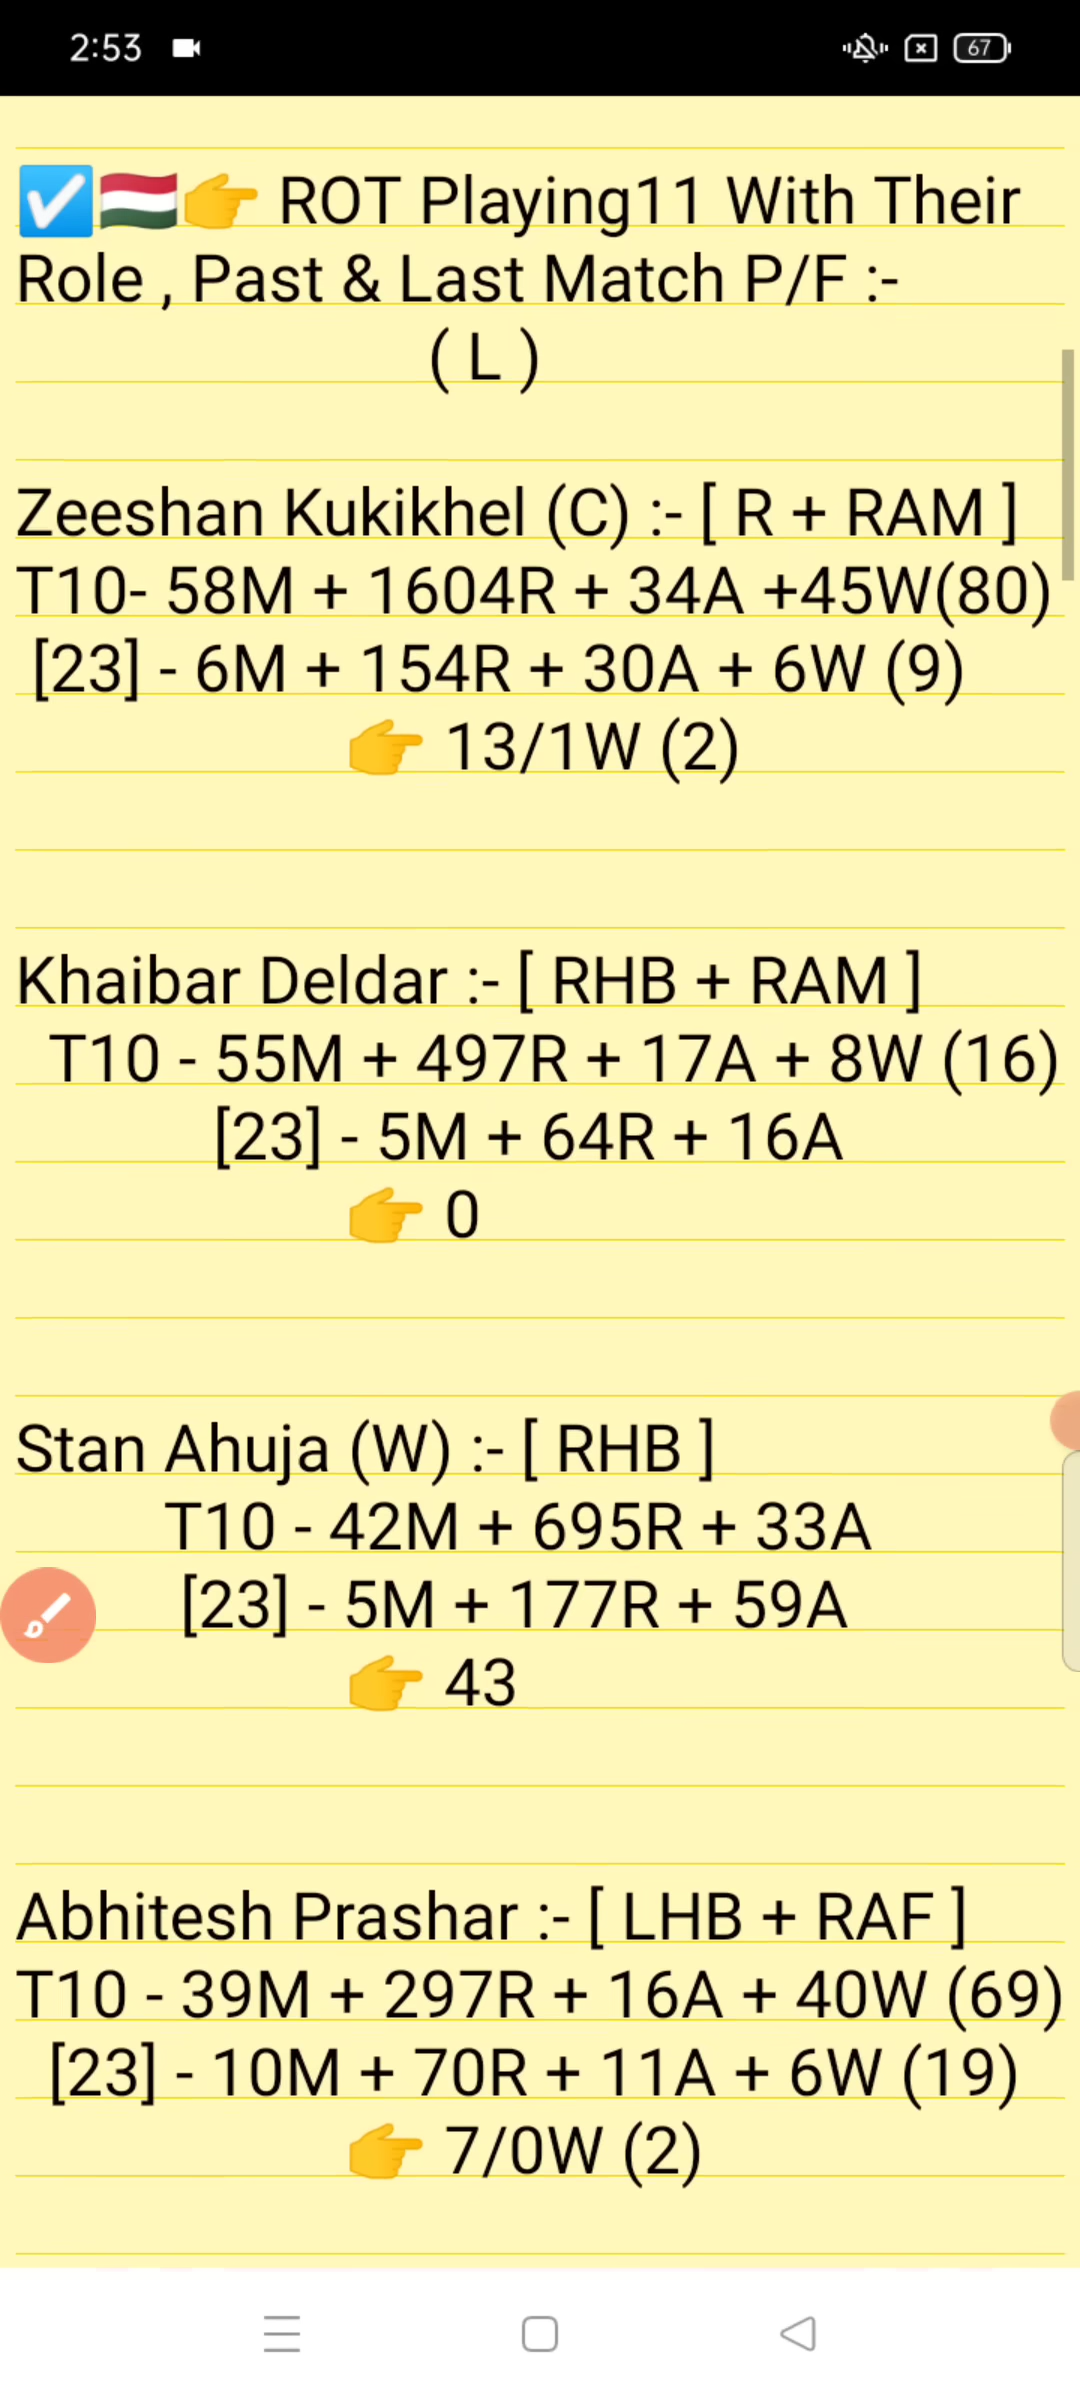 2:53 67
☑️🇭🇺👉 ROT Playing11 With Their
Role , Past & Last Match P/F :-
( L )
Zeeshan Kukikhel (C) :- [ R + RAM ]
T10- 58M + 1604R + 34A +45W(80)
[23] - 6M + 154R + 30A + 6W (9)
👉 13/1W (2)
Khaibar Deldar :- [ RHB + RAM ]
T10 - 55M + 497R + 17A + 8W (16)
[23] - 5M + 64R + 16A
👉 0
Stan Ahuja (W) :- [ RHB ]
T10 - 42M + 695R + 33A
[23] - 5M + 177R + 59A
👉 43
Abhitesh Prashar :- [ LHB + RAF ]
T10 - 39M + 297R + 16A + 40W (69)
[23] - 10M + 70R + 11A + 6W (19)
👉 7/0W (2)